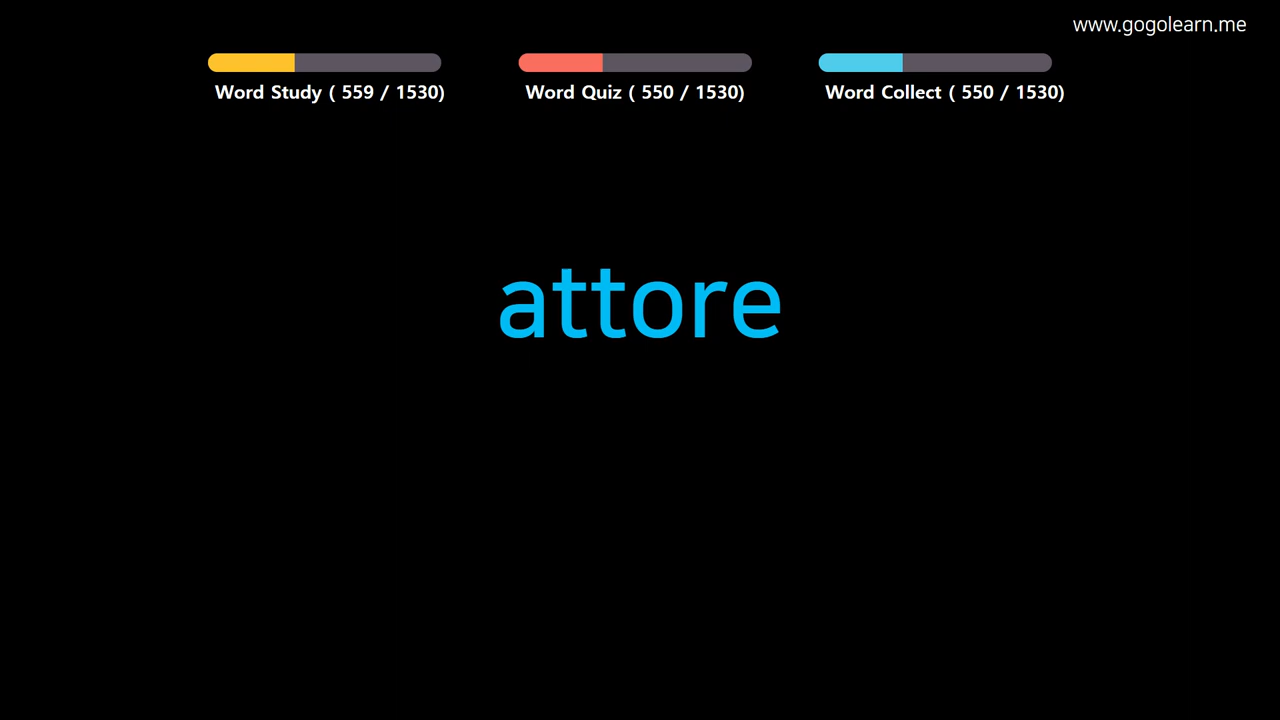 www.gogolearn.me
Word Study ( 559 / 1530)
Word Quiz ( 550 / 1530)
Word Collect ( 550 / 1530)
attore